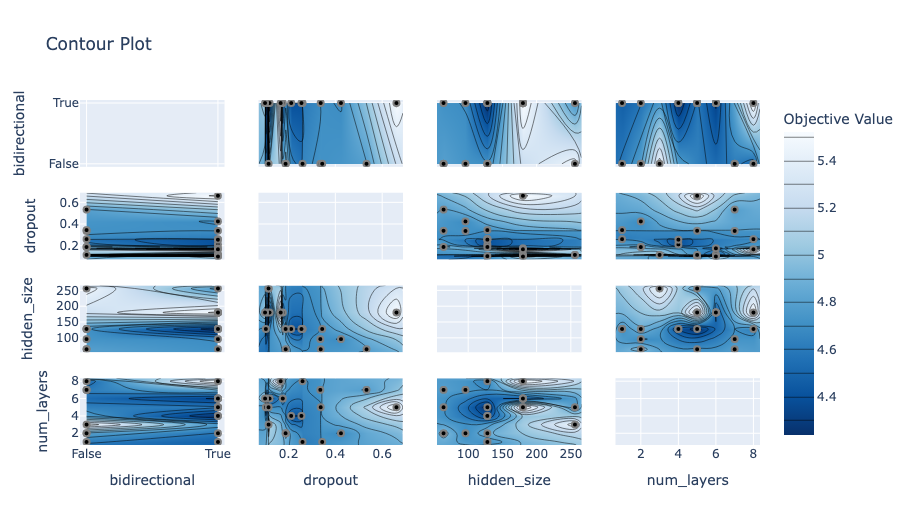 Contour Plot
Objective Value
bidirectional
True
False
5.4
5.2
5
4.8
4.6
4.4
dropout
0.6
0.4
0.2
hidden_size
250
200
150
100
num_layers
8
6
4
2
False True
0.2 0.4 0.6
100 150 200 250
2 4 6 8
bidirectional
dropout
hidden_size
num_layers